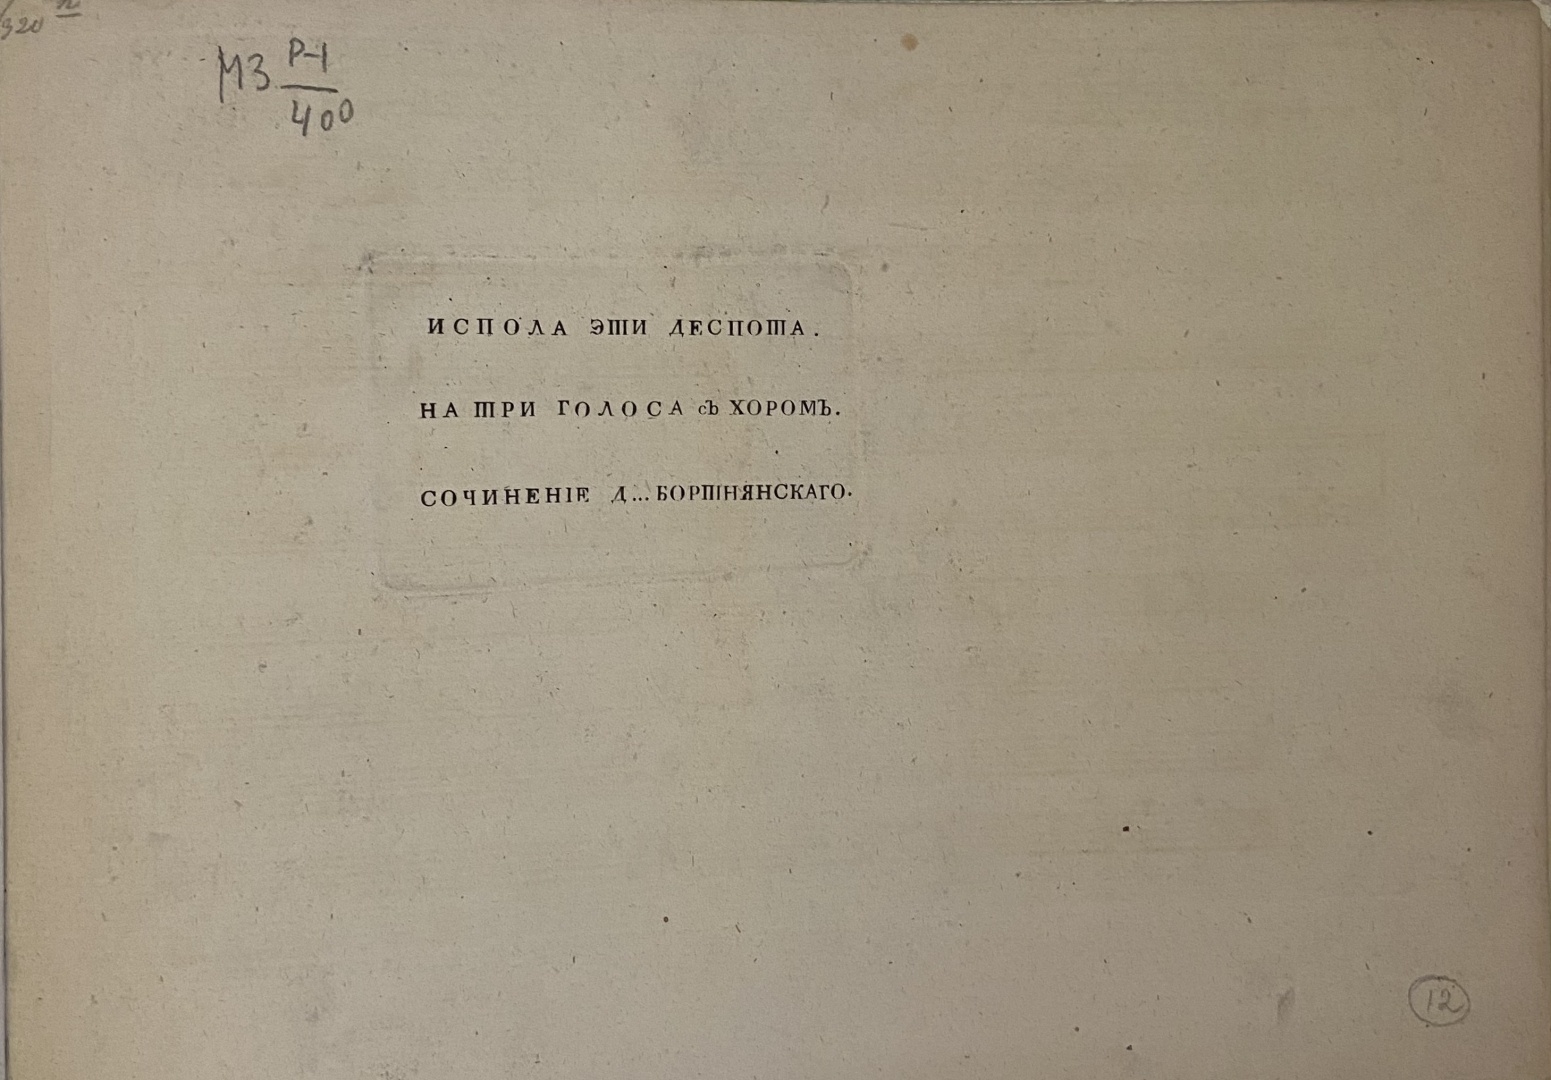 320
МЗ Р-1
400
ИСПОЛА ЭТИ ДЕСПОТА.
НА ТРИ ГОЛОСА съ ХОРОМЪ.
СОЧИНЕНІЕ Д... БОРТНЯНСКАГО.
12